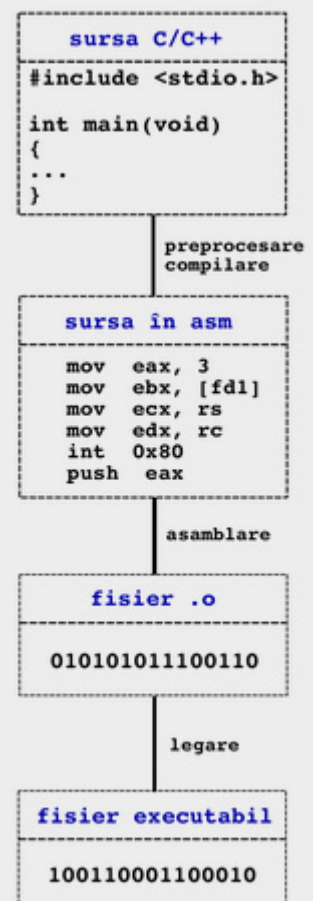 sursa C/C++
#include <stdio.h>
int main(void)
{
...
}
preprocesare
compilare
sursa în asm
mov eax, 3
mov ebx, [fd1]
mov ecx, rs
mov edx, rc
int 0x80
push eax
asamblare
fisier .o
010101011100110
legare
fisier executabil
100110001100010